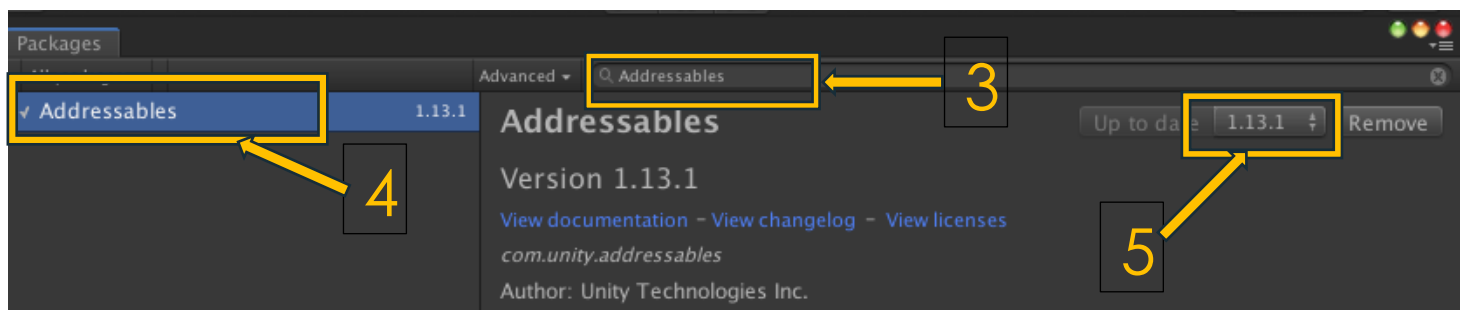 Packages
Advanced
Addressables
3
✓ Addressables 1.13.1
4
Addressables
Up to date 1.13.1 Remove
5
Version 1.13.1
View documentation - View changelog - View licenses
com.unity.addressables
Author: Unity Technologies Inc.